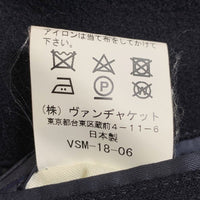 アイロンは当て布をしてかけて
下さい。
(株)ヴァンヂャケット
東京都台東区蔵前4-11-6
日本製
VSM-18-06